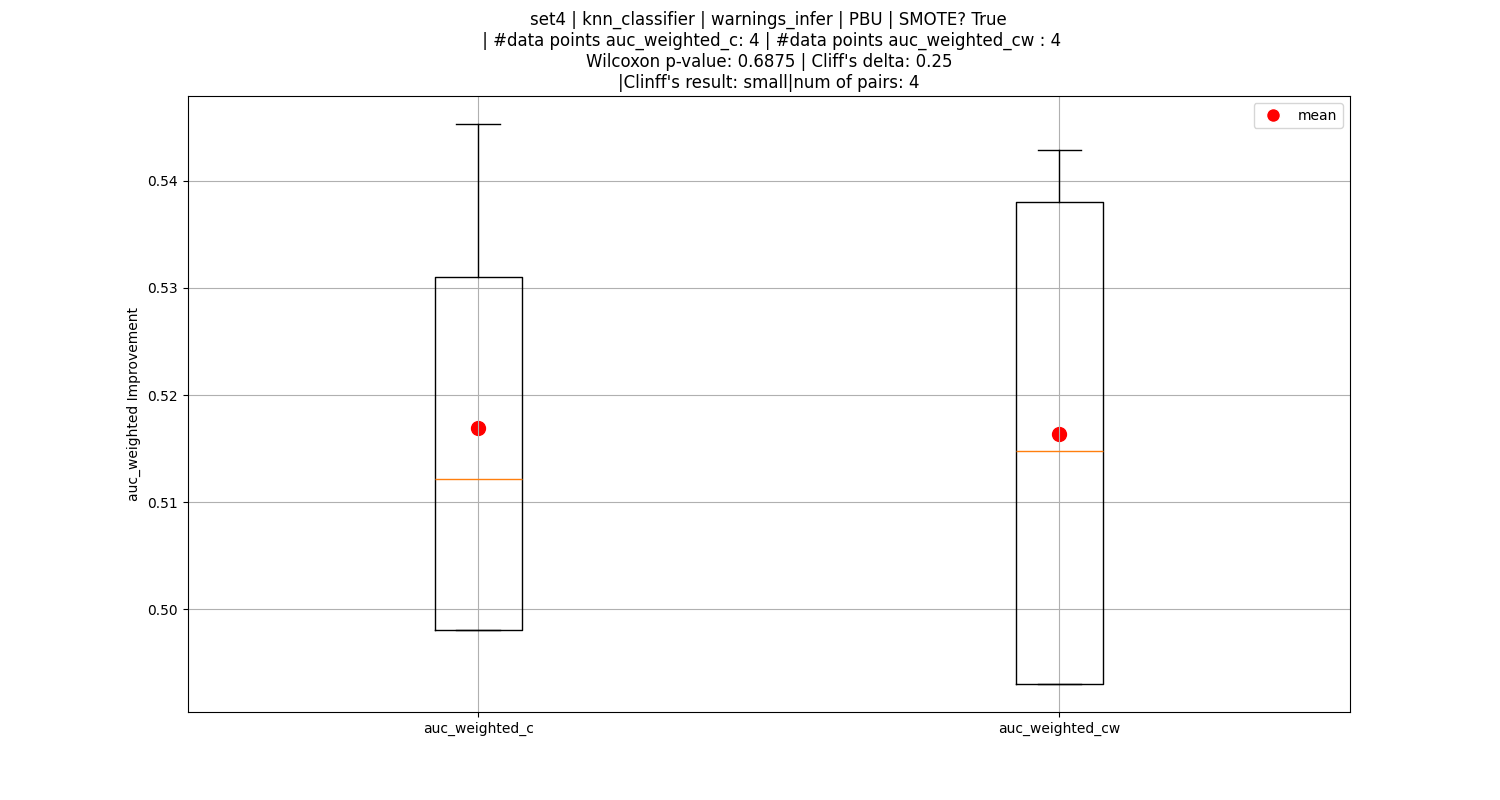 set4 | knn_classifier | warnings_infer | PBU | SMOTE? True
| #data points auc_weighted_c: 4 | #data points auc_weighted_cw : 4
Wilcoxon p-value: 0.6875 | Cliff's delta: 0.25
|Clinff's result: small|num of pairs: 4
mean
0.54
0.53
0.52
0.51
0.50
auc_weighted Improvement
auc_weighted_c
auc_weighted_cw